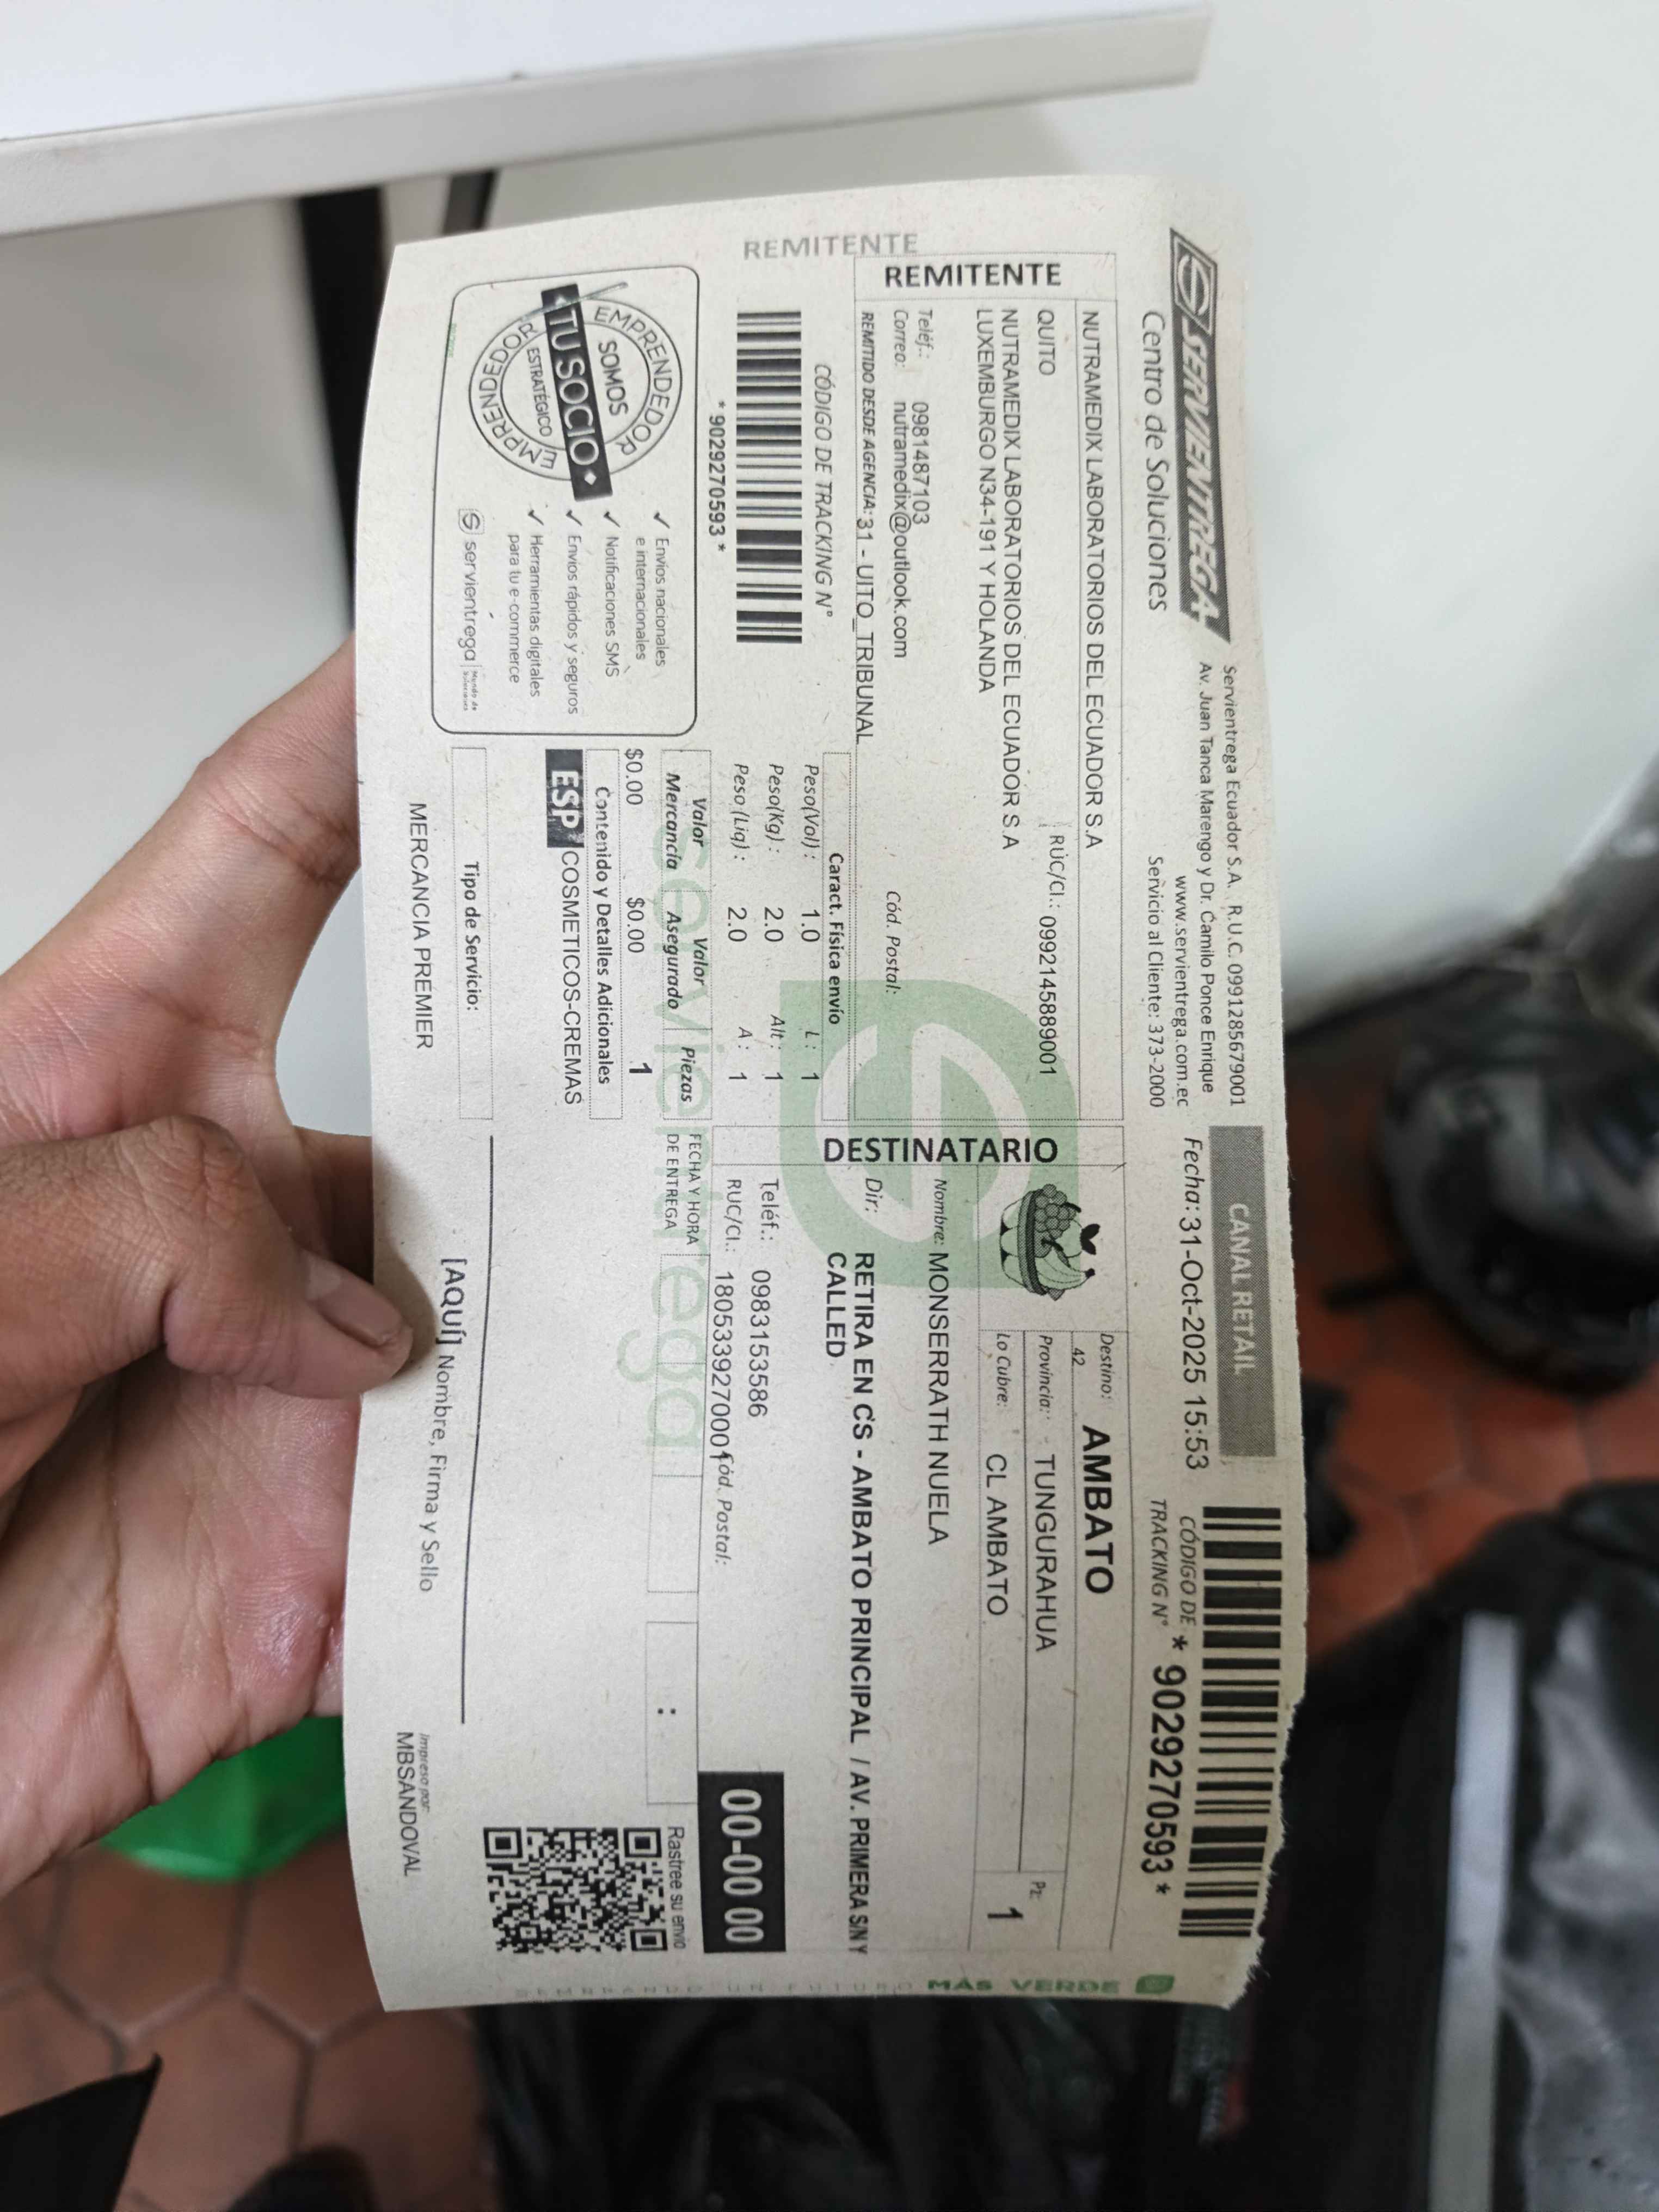 SERVIENTREGA
Centro de Soluciones
Servientrega Ecuador S.A. R.U.C. 0991285679001
Av. Juan Tanca Marengo y Dr. Camilo Ponce Enrique
www.servientrega.com.ec
Servicio al Cliente: 373-2000
CANAL RETAIL
Fecha: 31-Oct-2025 15:53
CÓDIGO DE
TRACKING N° * 9029270593 *
REMITENTE
REMITENTE
NUTRAMEDIX LABORATORIOS DEL ECUADOR S.A
QUITO
RUC/CI.: 0992145889001
NUTRAMEDIX LABORATORIOS DEL ECUADOR S.A
LUXEMBURGO N34-191 Y HOLANDA
Teléf.: 0981487103
Cód. Postal:
Correo: nutramedix@outlook.com
REMITIDO DESDE AGENCIA: 31 - UITO_TRIBUNAL
CÓDIGO DE TRACKING N°
* 9029270593 *
Caract. Física envío
Peso(Vol) : 1.0 L : 1
Peso(Kg) : 2.0 Alt : 1
Peso (Liq) : 2.0 A : 1
Valor Mercancía
Valor Asegurado
Piezas
$0.00 $0.00 1
Contenido y Detalles Adicionales
ESP COSMETICOS-CREMAS
Tipo de Servicio:
MERCANCIA PREMIER
EMPRENDEDOR
SOMOS
TU SOCIO
ESTRATÉGICO
EMPRENDEDOR
✓ Envíos nacionales
e internacionales
✓ Notificaciones SMS
✓ Envíos rápidos y seguros
✓ Herramientas digitales
para tu e-commerce
servientrega
DESTINATARIO
Destino: AMBATO
42
Provincia: TUNGURAHUA
Lo Cubre: CL AMBATO
Pz: 1
Nombre: MONSERRATH NUELA
Dir: RETIRA EN CS - AMBATO PRINCIPAL / AV. PRIMERA S/N Y
CALLED
Teléf.: 0983153586
RUC/CI.: 1805339270001 Cód. Postal:
00-00 00
FECHA Y HORA
DE ENTREGA
:
Rastree su envío
servientrega
[AQUÍ] Nombre, Firma y Sello
Impreso por:
MBSANDOVAL
SEMBRANDO UN FUTURO MÁS VERDE